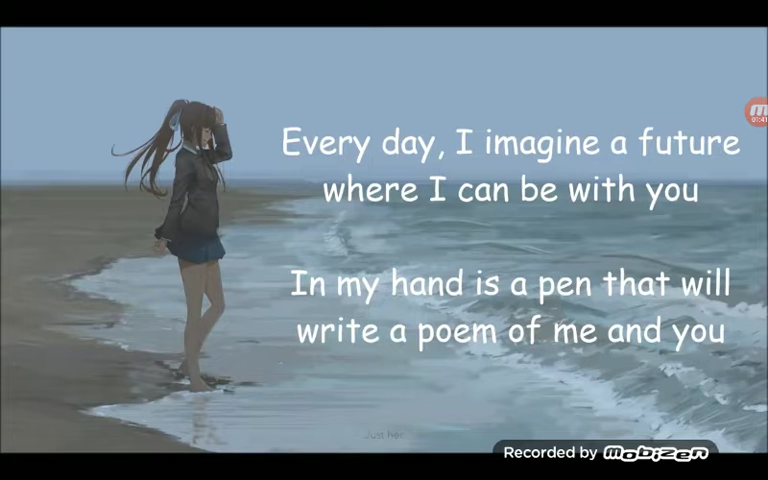 Every day, I imagine a future
where I can be with you
In my hand is a pen that will
write a poem of me and you
Just her
Recorded by mobizen